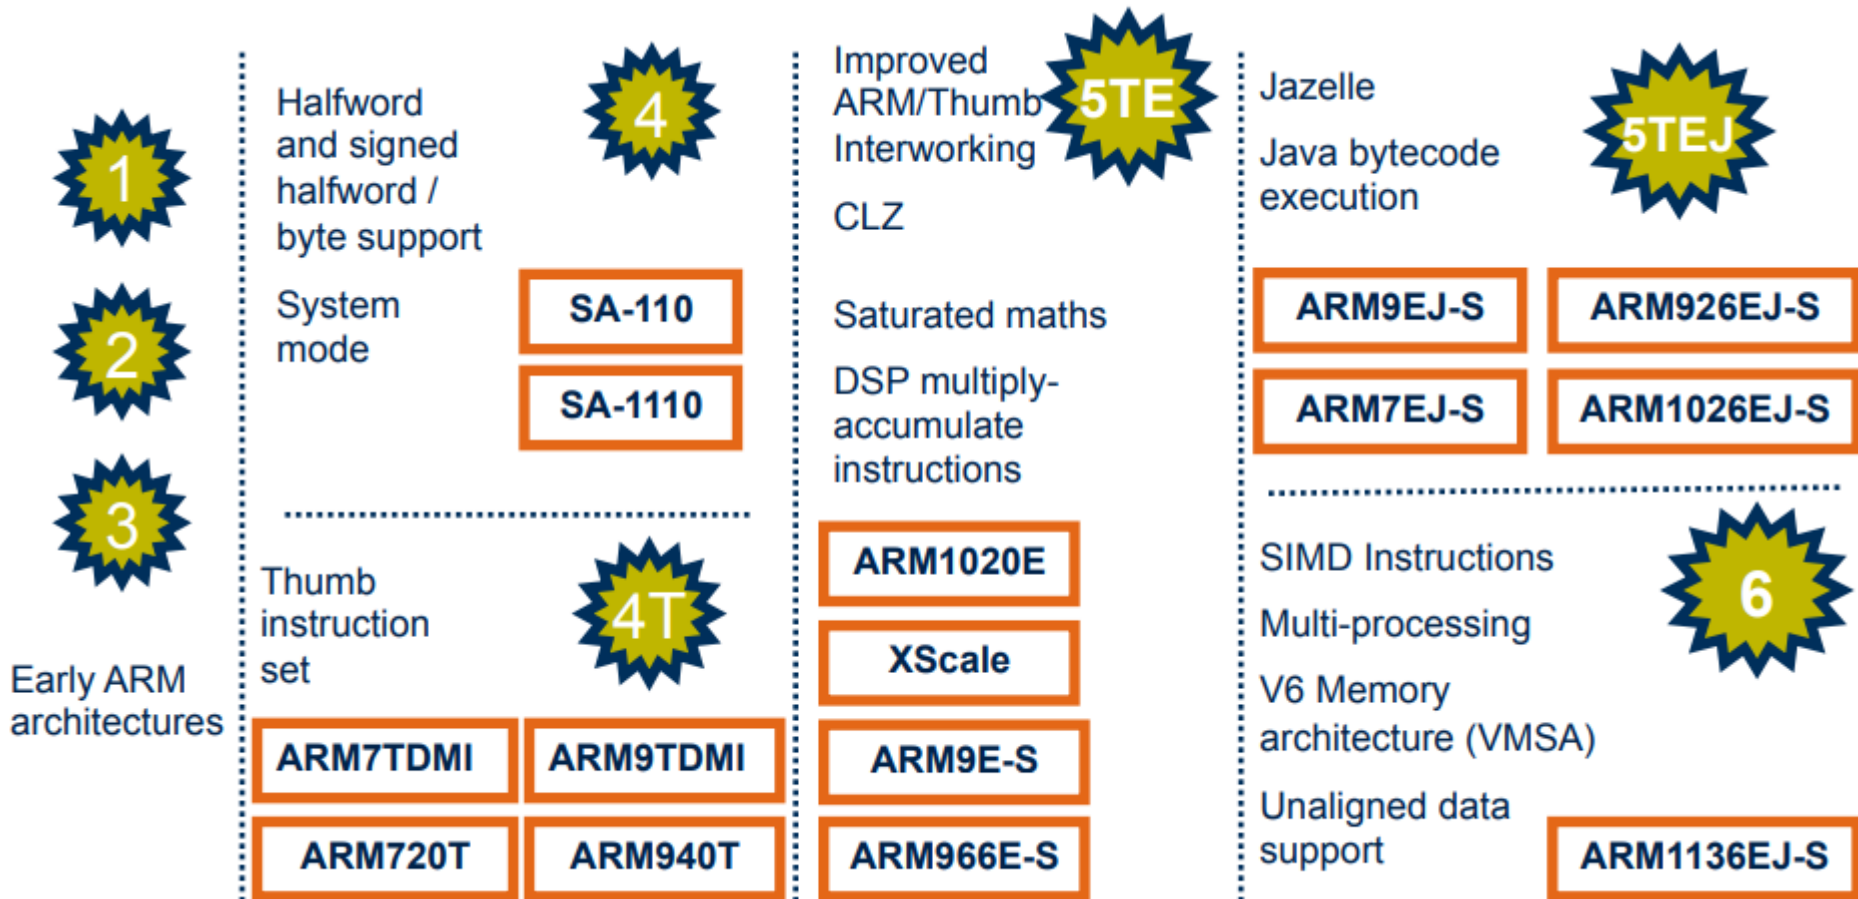 1
2
3
Early ARM
architectures
Halfword
and signed
halfword /
byte support
4
System
mode
SA-110
SA-1110
Thumb
instruction
set
4T
ARM7TDMI
ARM9TDMI
ARM720T
ARM940T
Improved
ARM/Thumb
Interworking
5TE
CLZ
Saturated maths
DSP multiply-
accumulate
instructions
ARM1020E
XScale
ARM9E-S
ARM966E-S
Jazelle
5TEJ
Java bytecode
execution
ARM9EJ-S
ARM926EJ-S
ARM7EJ-S
ARM1026EJ-S
SIMD Instructions
6
Multi-processing
V6 Memory
architecture (VMSA)
Unaligned data
support
ARM1136EJ-S